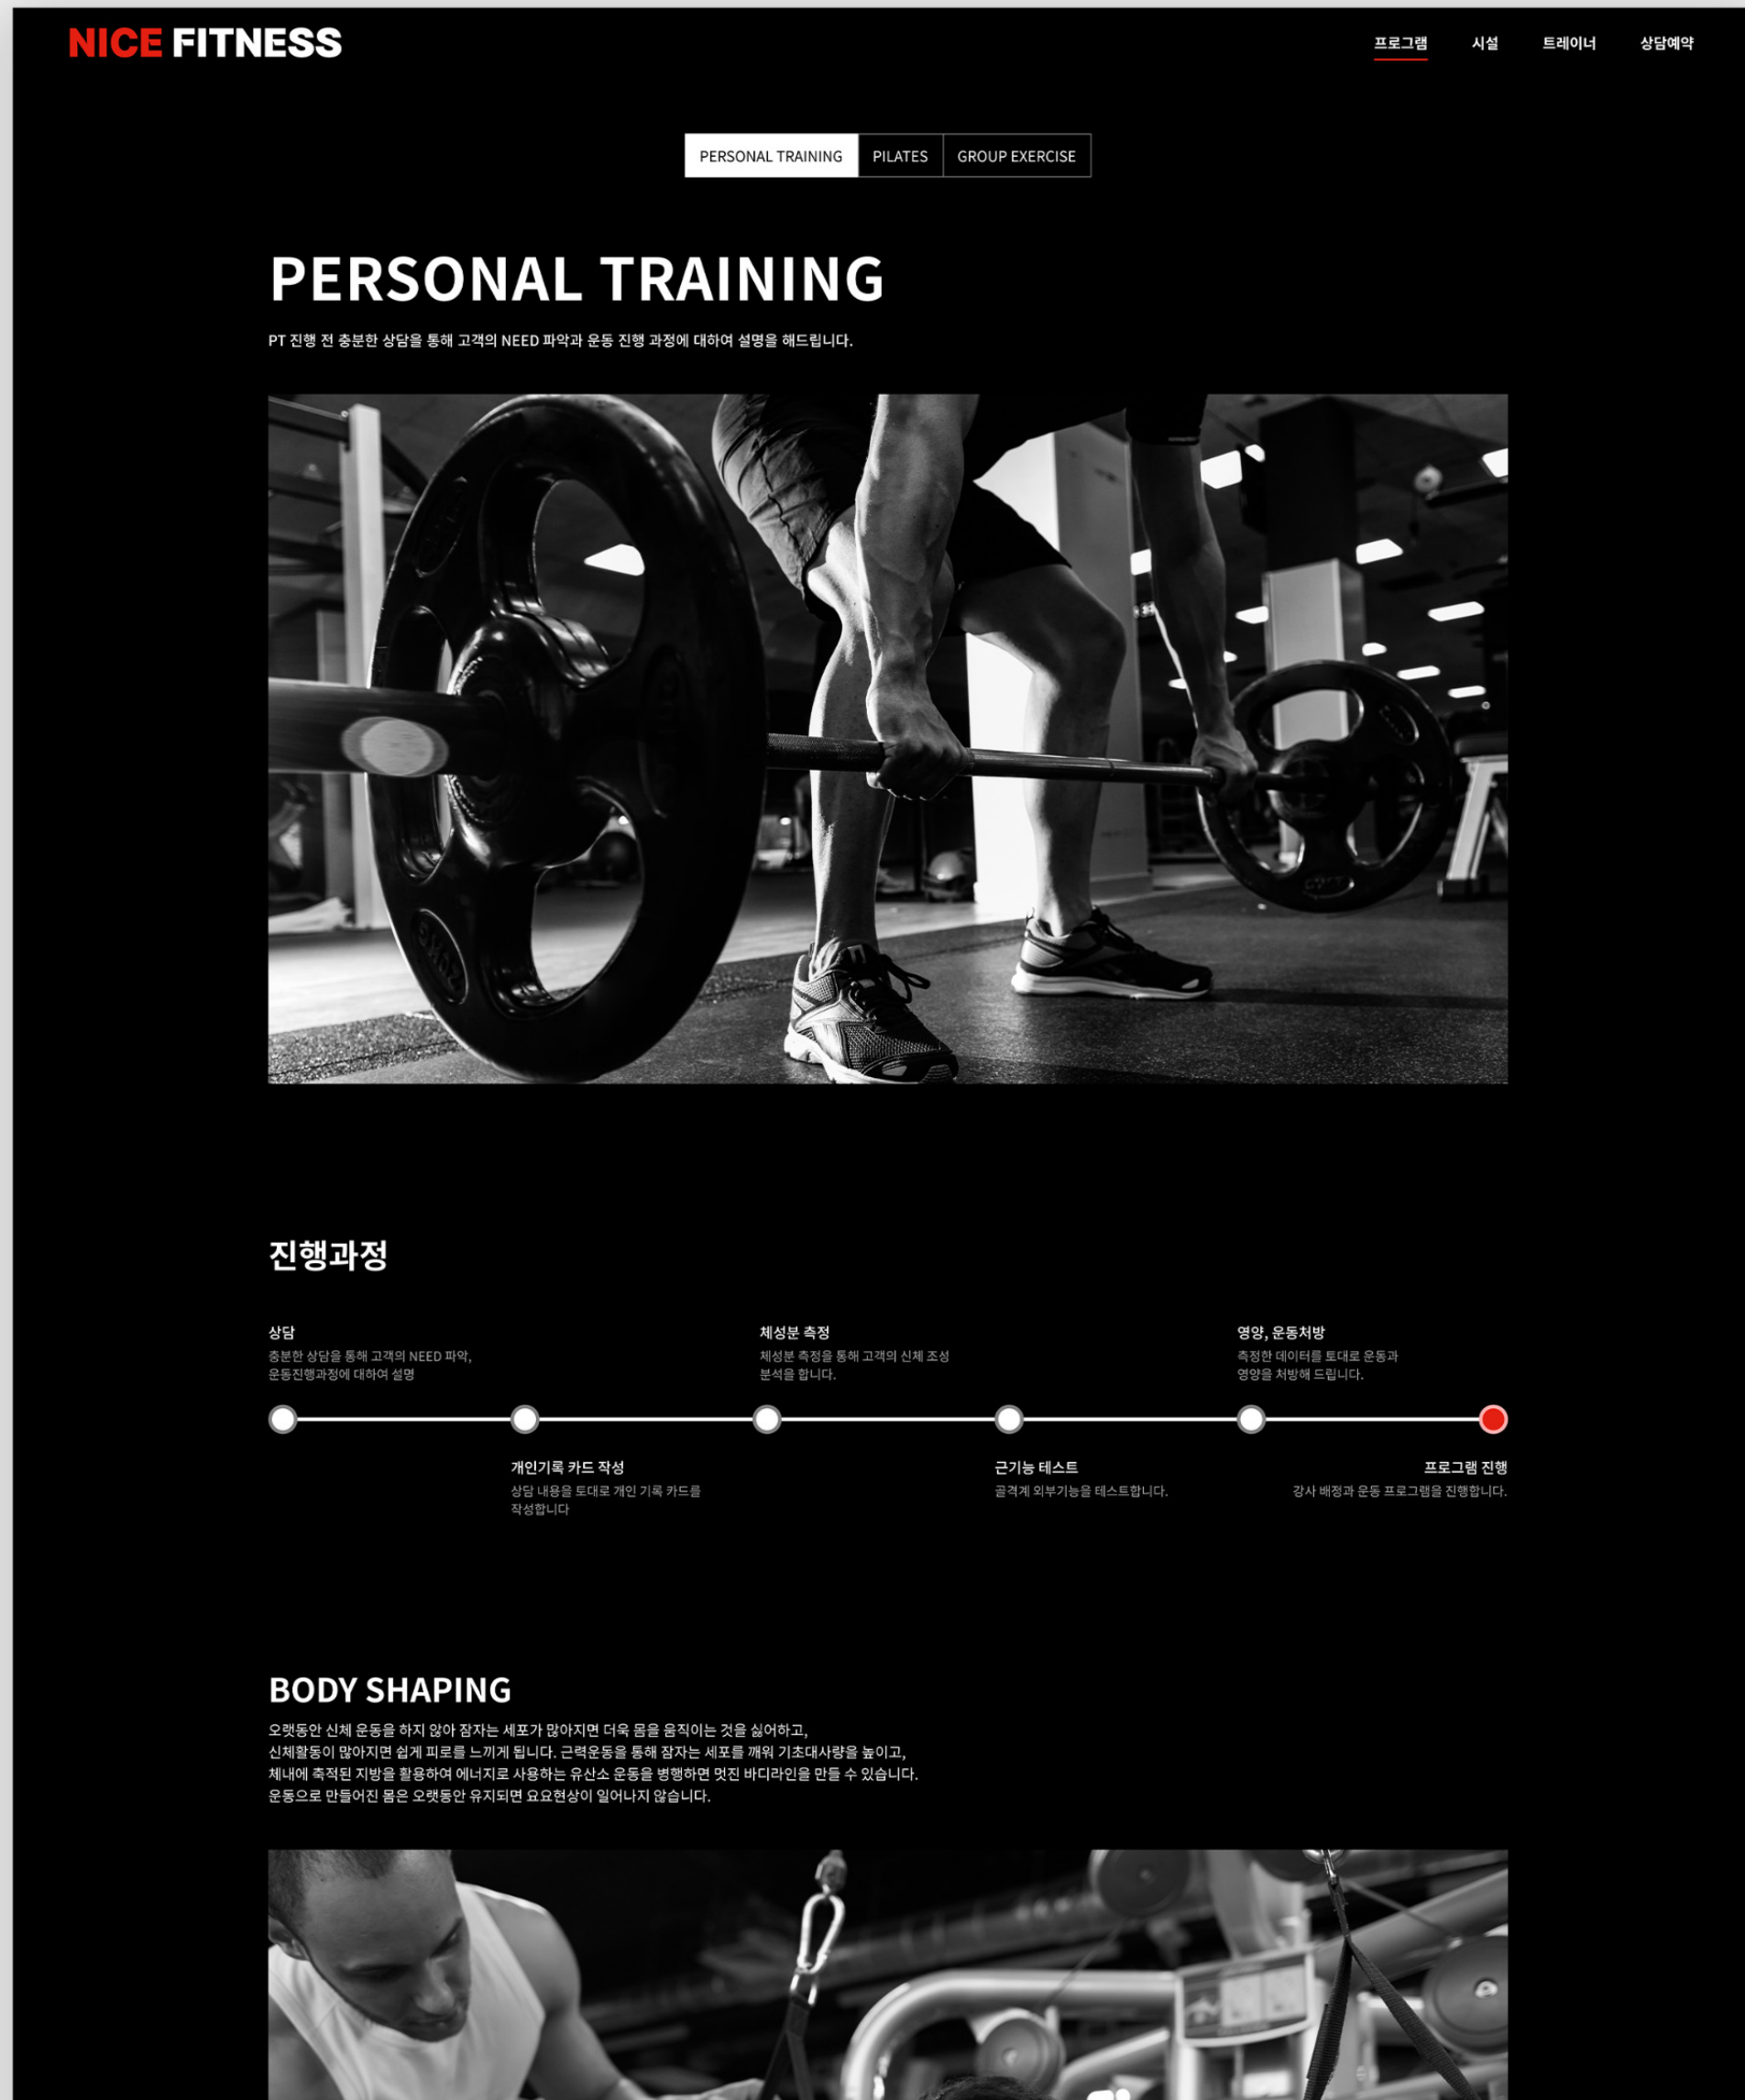 NICE FITNESS
프로그램
시설
트레이너
상담예약
PERSONAL TRAINING
PILATES
GROUP EXERCISE
PERSONAL TRAINING
PT 진행 전 충분한 상담을 통해 고객의 NEED 파악과 운동 진행 과정에 대하여 설명을 해드립니다.
진행과정
상담
충분한 상담을 통해 고객의 NEED 파악,
운동진행과정에 대하여 설명
체성분 측정
체성분 측정을 통해 고객의 신체 조성
분석을 합니다.
영양, 운동처방
측정한 데이터를 토대로 운동과
영양을 처방해 드립니다.
개인기록 카드 작성
상담 내용을 토대로 개인 기록 카드를
작성합니다
근기능 테스트
골격계 외부기능을 테스트합니다.
프로그램 진행
강사 배정과 운동 프로그램을 진행합니다.
BODY SHAPING
오랫동안 신체 운동을 하지 않아 잠자는 세포가 많아지면 더욱 몸을 움직이는 것을 싫어하고,
신체활동이 많아지면 쉽게 피로를 느끼게 됩니다. 근력운동을 통해 잠자는 세포를 깨워 기초대사량을 높이고,
체내에 축적된 지방을 활용하여 에너지로 사용하는 유산소 운동을 병행하면 멋진 바디라인을 만들 수 있습니다.
운동으로 만들어진 몸은 오랫동안 유지되면 요요현상이 일어나지 않습니다.